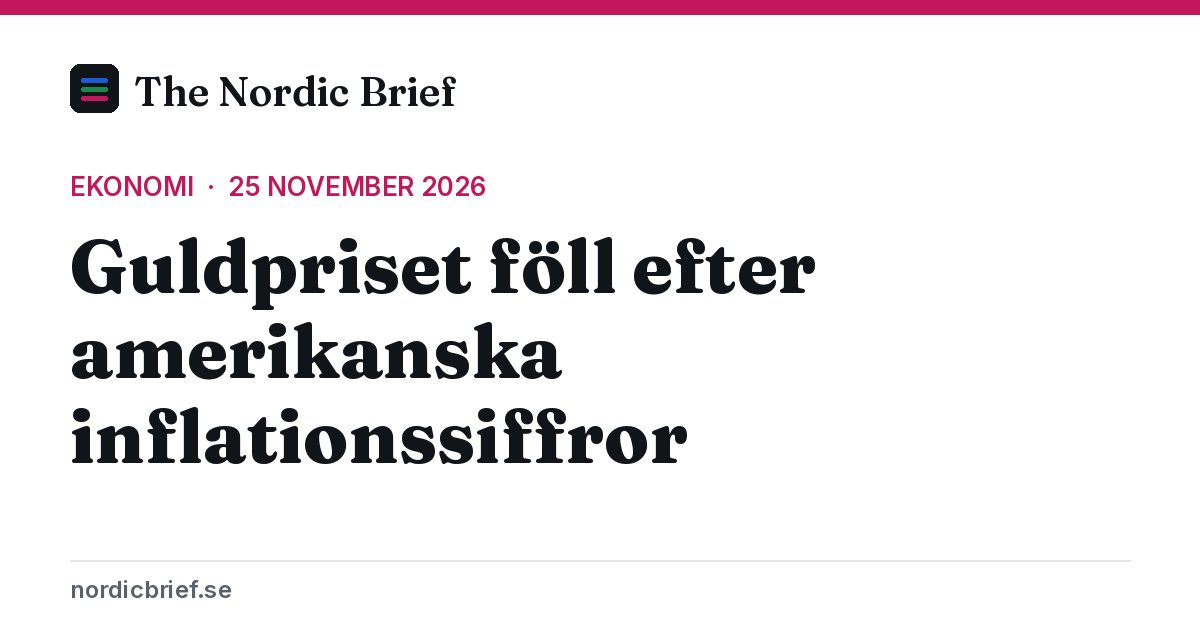 The Nordic Brief
EKONOMI · 25 NOVEMBER 2026
Guldpriset föll efter
amerikanska
inflationssiffror
nordicbrief.se